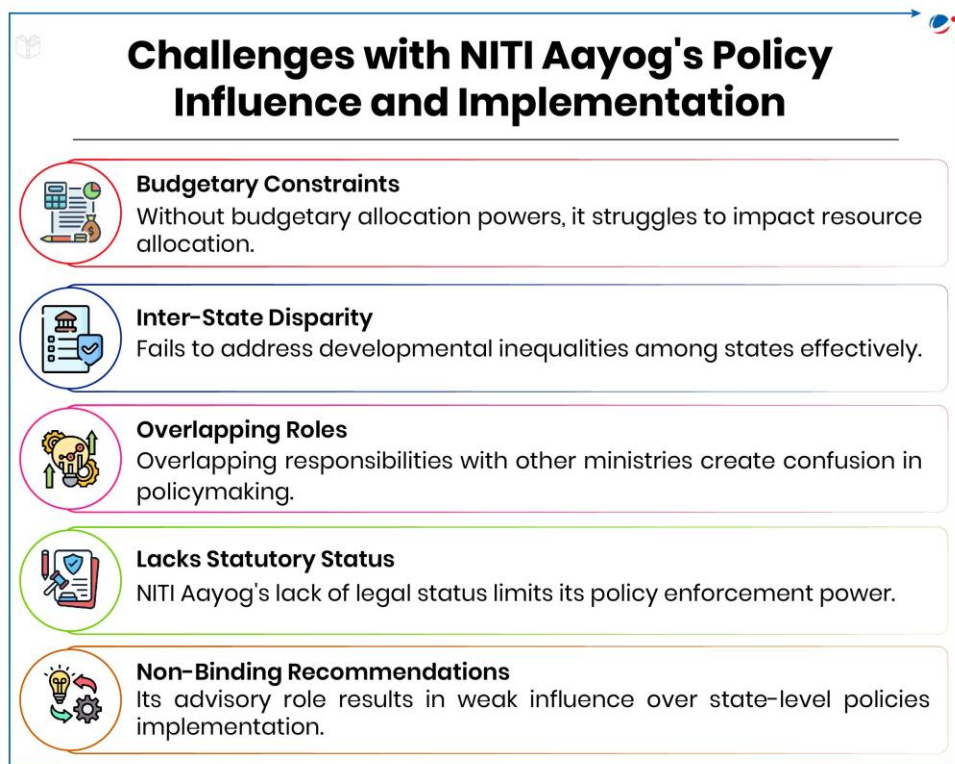 Challenges with NITI Aayog's Policy
Influence and Implementation
Budgetary Constraints
Without budgetary allocation powers, it struggles to impact resource
allocation.
Inter-State Disparity
Fails to address developmental inequalities among states effectively.
Overlapping Roles
Overlapping responsibilities with other ministries create confusion in
policymaking.
Lacks Statutory Status
NITI Aayog's lack of legal status limits its policy enforcement power.
Non-Binding Recommendations
Its advisory role results in weak influence over state-level policies
implementation.